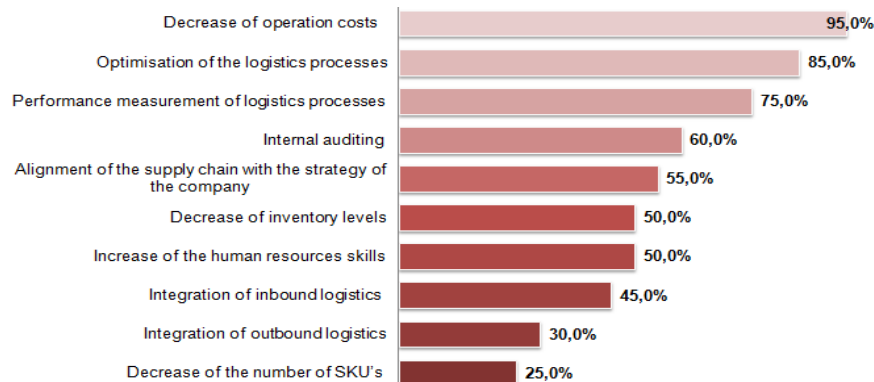 Decrease of operation costs 95,0%
Optimisation of the logistics processes 85,0%
Performance measurement of logistics processes 75,0%
Internal auditing 60,0%
Alignment of the supply chain with the strategy of
the company 55,0%
Decrease of inventory levels 50,0%
Increase of the human resources skills 50,0%
Integration of inbound logistics 45,0%
Integration of outbound logistics 30,0%
Decrease of the number of SKU's 25,0%